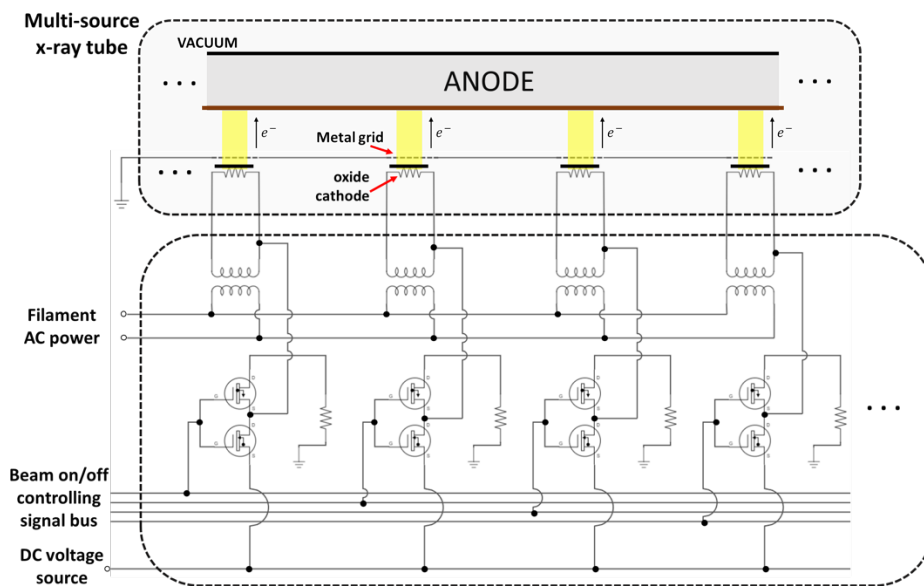 Multi-source
x-ray tube
VACUUM
ANODE
e⁻
e⁻
e⁻
e⁻
Metal grid
oxide
cathode
Filament
AC power
D
G
S
D
G
S
D
G
S
D
G
S
D
G
S
D
G
S
D
G
S
D
G
S
Beam on/off
controlling
signal bus
DC voltage
source